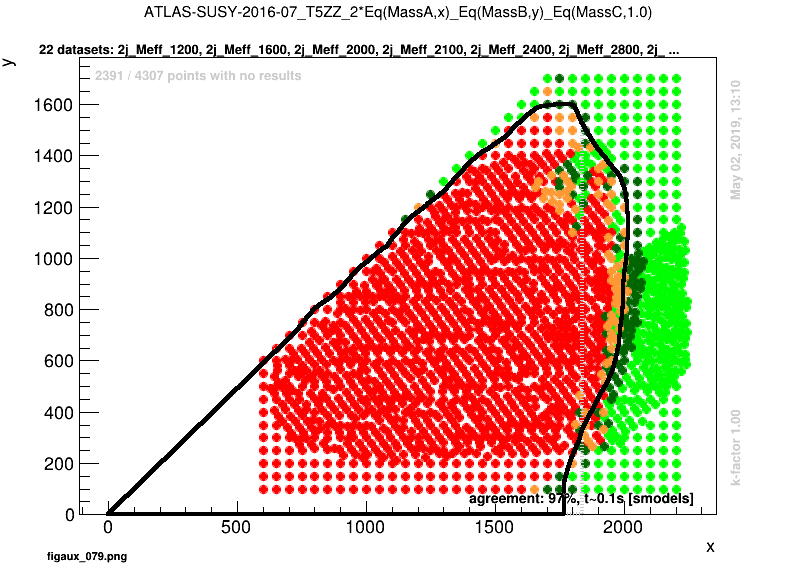 ATLAS-SUSY-2016-07_T5ZZ_2*Eq(MassA,x)_Eq(MassB,y)_Eq(MassC,1.0)
22 datasets: 2j_Meff_1200, 2j_Meff_1600, 2j_Meff_2000, 2j_Meff_2100, 2j_Meff_2400, 2j_Meff_2800, 2j_ ...
y
2391 / 4307 points with no results
May 02, 2019, 13:10
1600
1400
1200
1000
800
600
400
200
0
k-factor 1.00
agreement: 97%, t~0.1s [smodels]
0 500 1000 1500 2000
x
figaux_079.png